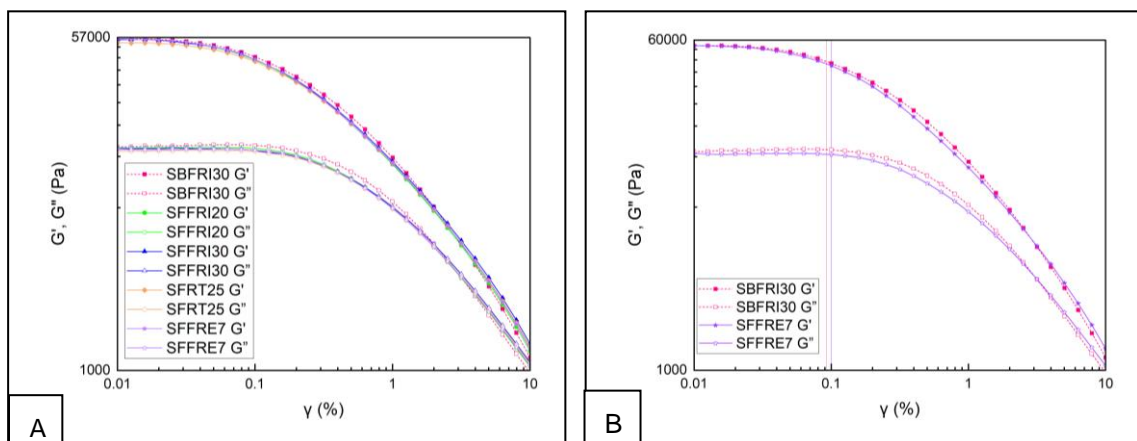 57000
G', G" (Pa)
SBFRI30 G'
SBFRI30 G"
SFFRI20 G'
SFFRI20 G"
SFFRI30 G'
SFFRI30 G"
SFRT25 G'
SFRT25 G"
SFFRE7 G'
SFFRE7 G"
1000
0.01 0.1 1 10
γ (%)
A
60000
G', G" (Pa)
SBFRI30 G'
SBFRI30 G"
SFFRE7 G'
SFFRE7 G"
1000
0.01 0.1 1 10
γ (%)
B